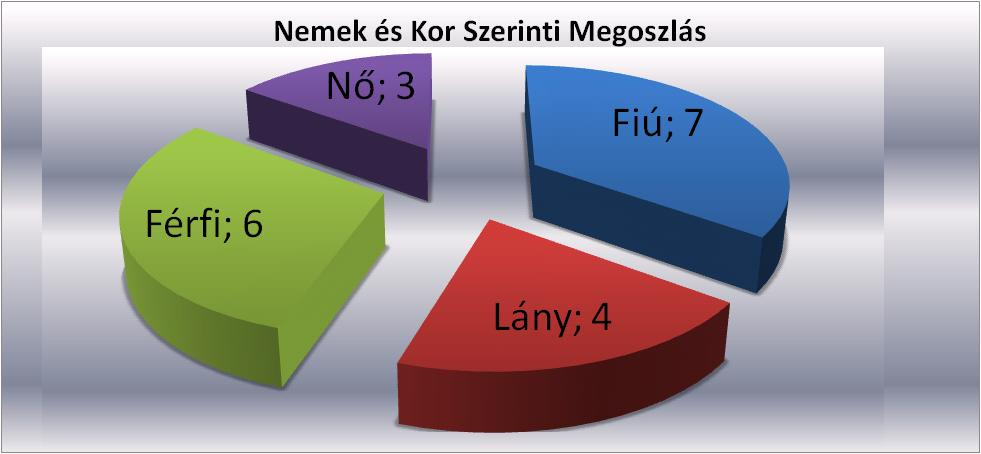 Nemek és Kor Szerinti Megoszlás
Nő; 3
Fiú; 7
Férfi; 6
Lány; 4